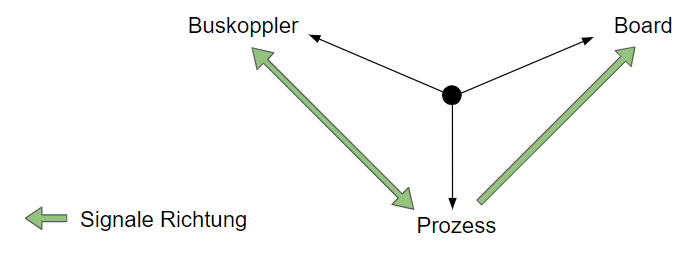 Buskoppler
Board
Signale Richtung
Prozess